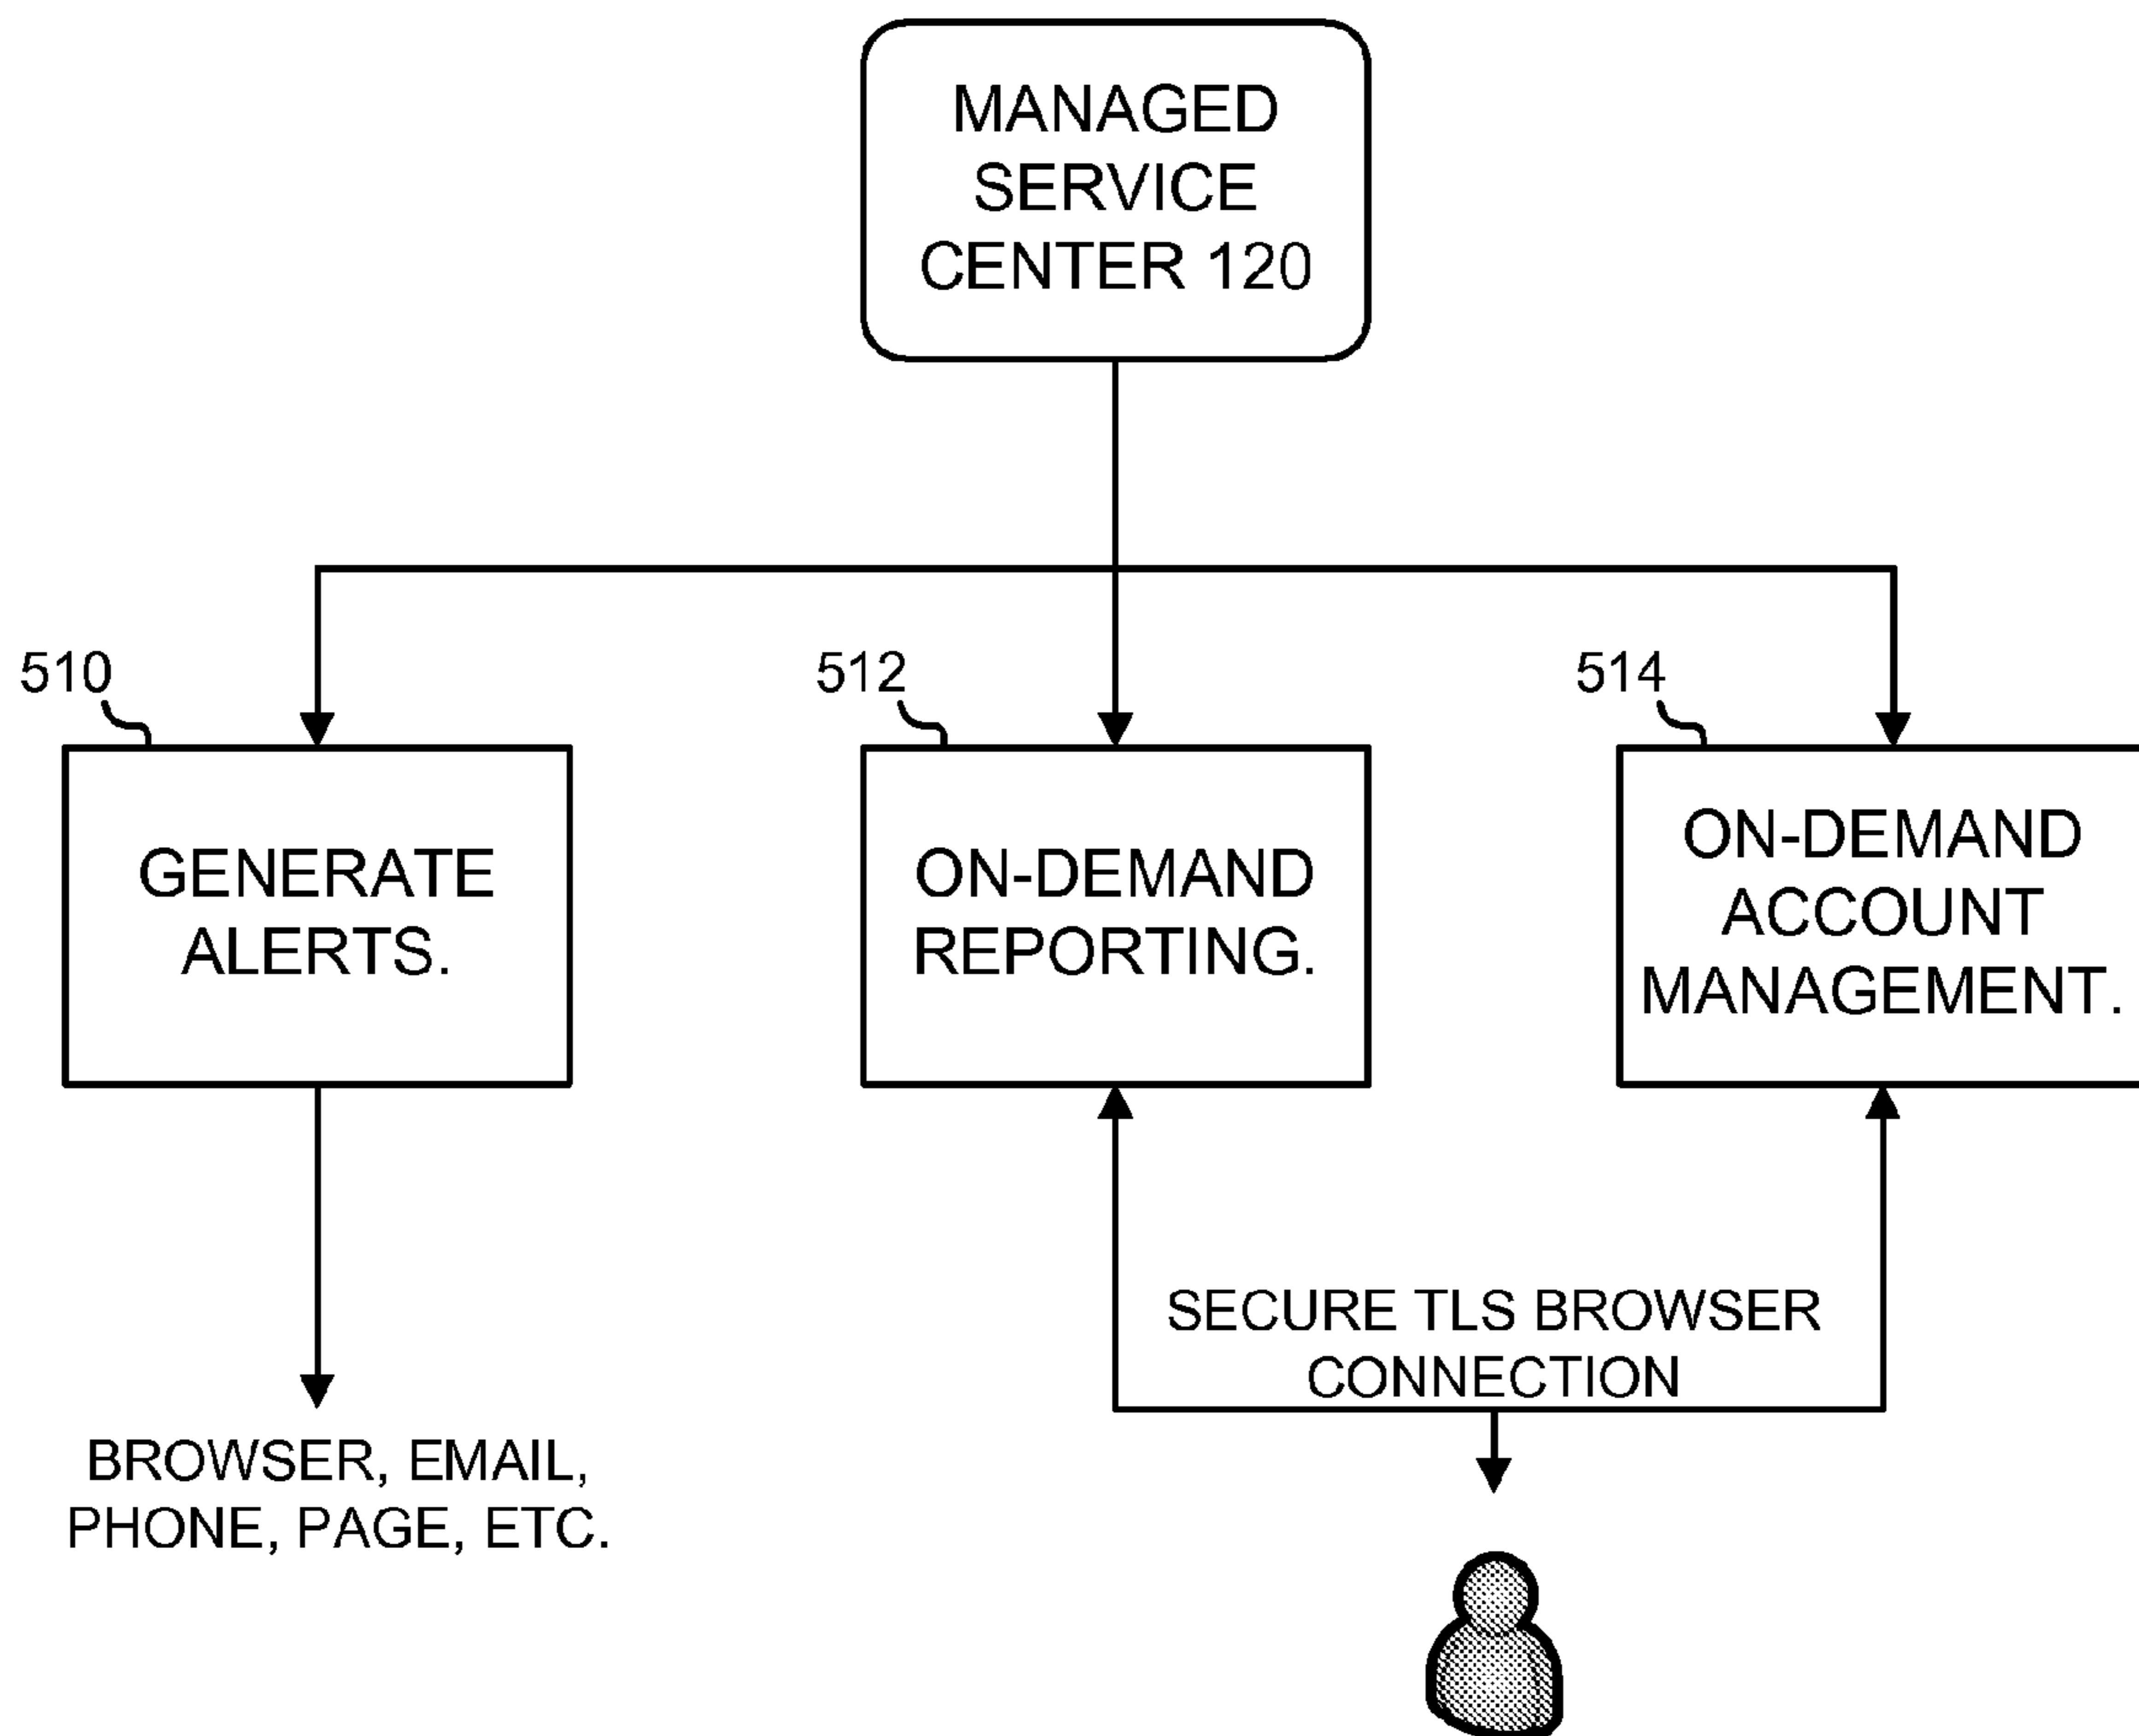 MANAGED
SERVICE
CENTER 120
510
512
514
GENERATE
ALERTS.
ON-DEMAND
REPORTING.
ON-DEMAND
ACCOUNT
MANAGEMENT.
SECURE TLS BROWSER
CONNECTION
BROWSER, EMAIL,
PHONE, PAGE, ETC.